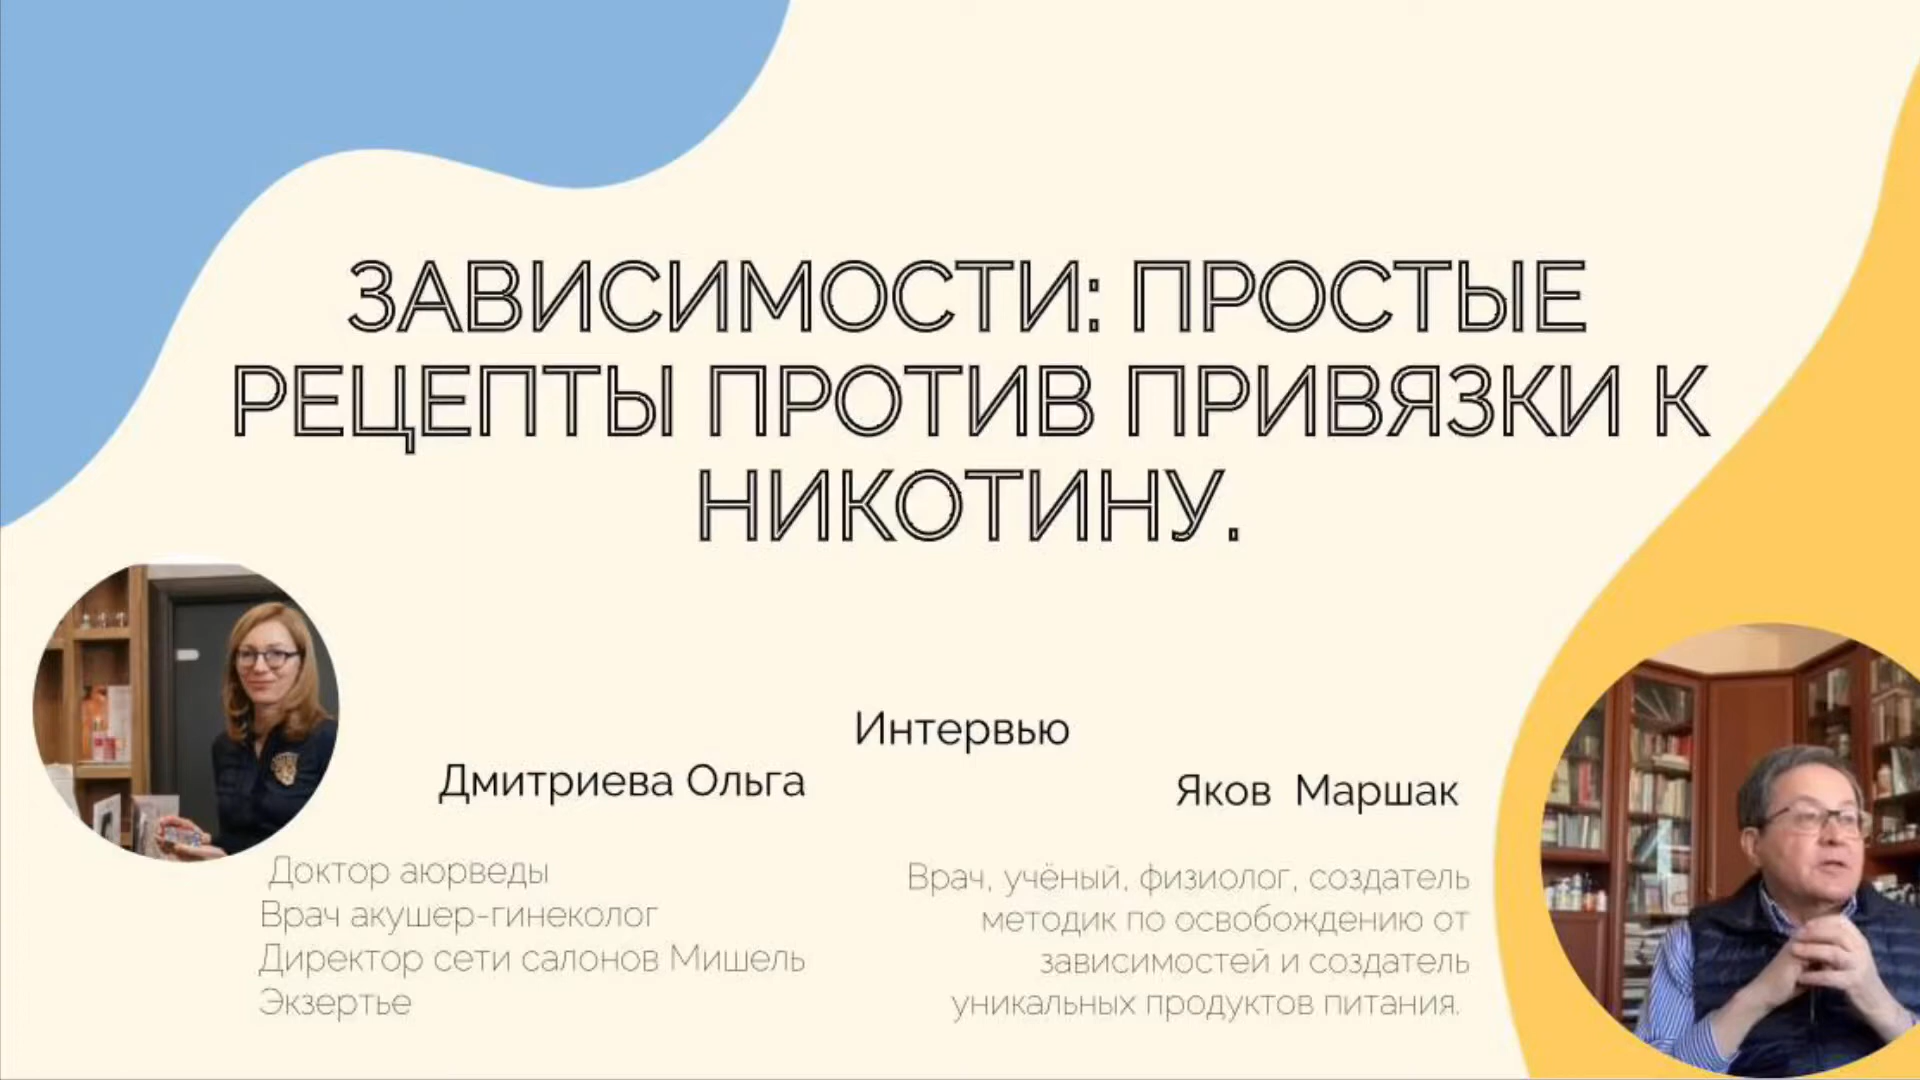 ЗАВИСИМОСТИ: ПРОСТЫЕ
РЕЦЕПТЫ ПРОТИВ ПРИВЯЗКИ К
НИКОТИНУ.
Интервью
Дмитриева Ольга
Доктор аюрведы
Врач акушер-гинеколог
Директор сети салонов Мишель
Экзертье
Яков Маршак
Врач, учёный, физиолог, создатель
методик по освобождению от
зависимостей и создатель
уникальных продуктов питания.